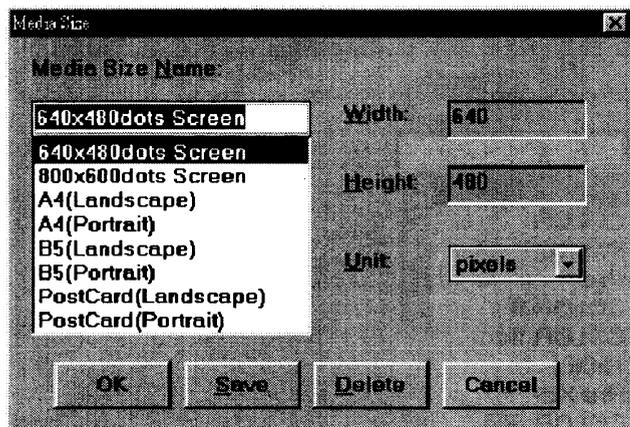 Media Size
Media Size Name:
640x480dots Screen
640x480dots Screen
800x600dots Screen
A4(Landscape)
A4(Portrait)
B5(Landscape)
B5(Portrait)
PostCard(Landscape)
PostCard(Portrait)
Width: 640
Height: 480
Unit: pixels
OK Save Delete Cancel